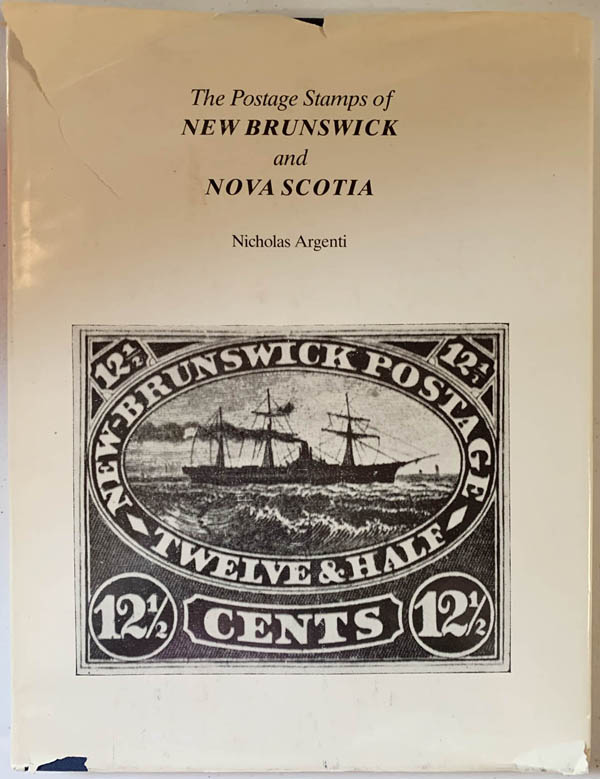 The Postage Stamps of
NEW BRUNSWICK
and
NOVA SCOTIA
Nicholas Argenti
12½ 12½
NEW-BRUNSWICK POSTAGE
TWELVE & HALF
12½ CENTS 12½